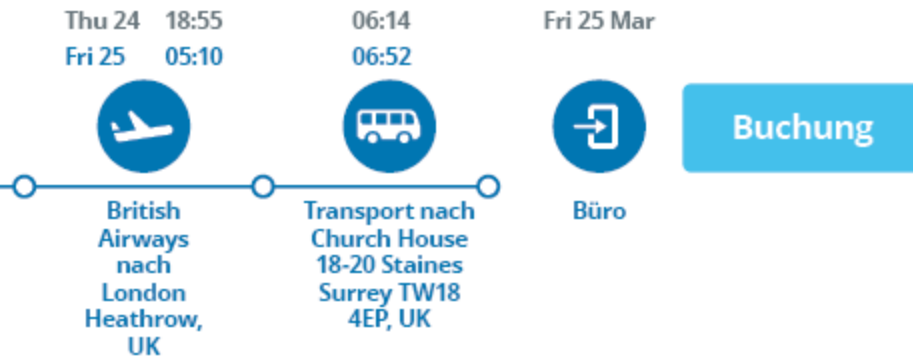 Thu 24 18:55
Fri 25 05:10
06:14
06:52
Fri 25 Mar
British
Airways
nach
London
Heathrow,
UK
Transport nach
Church House
18-20 Staines
Surrey TW18
4EP, UK
Büro
Buchung